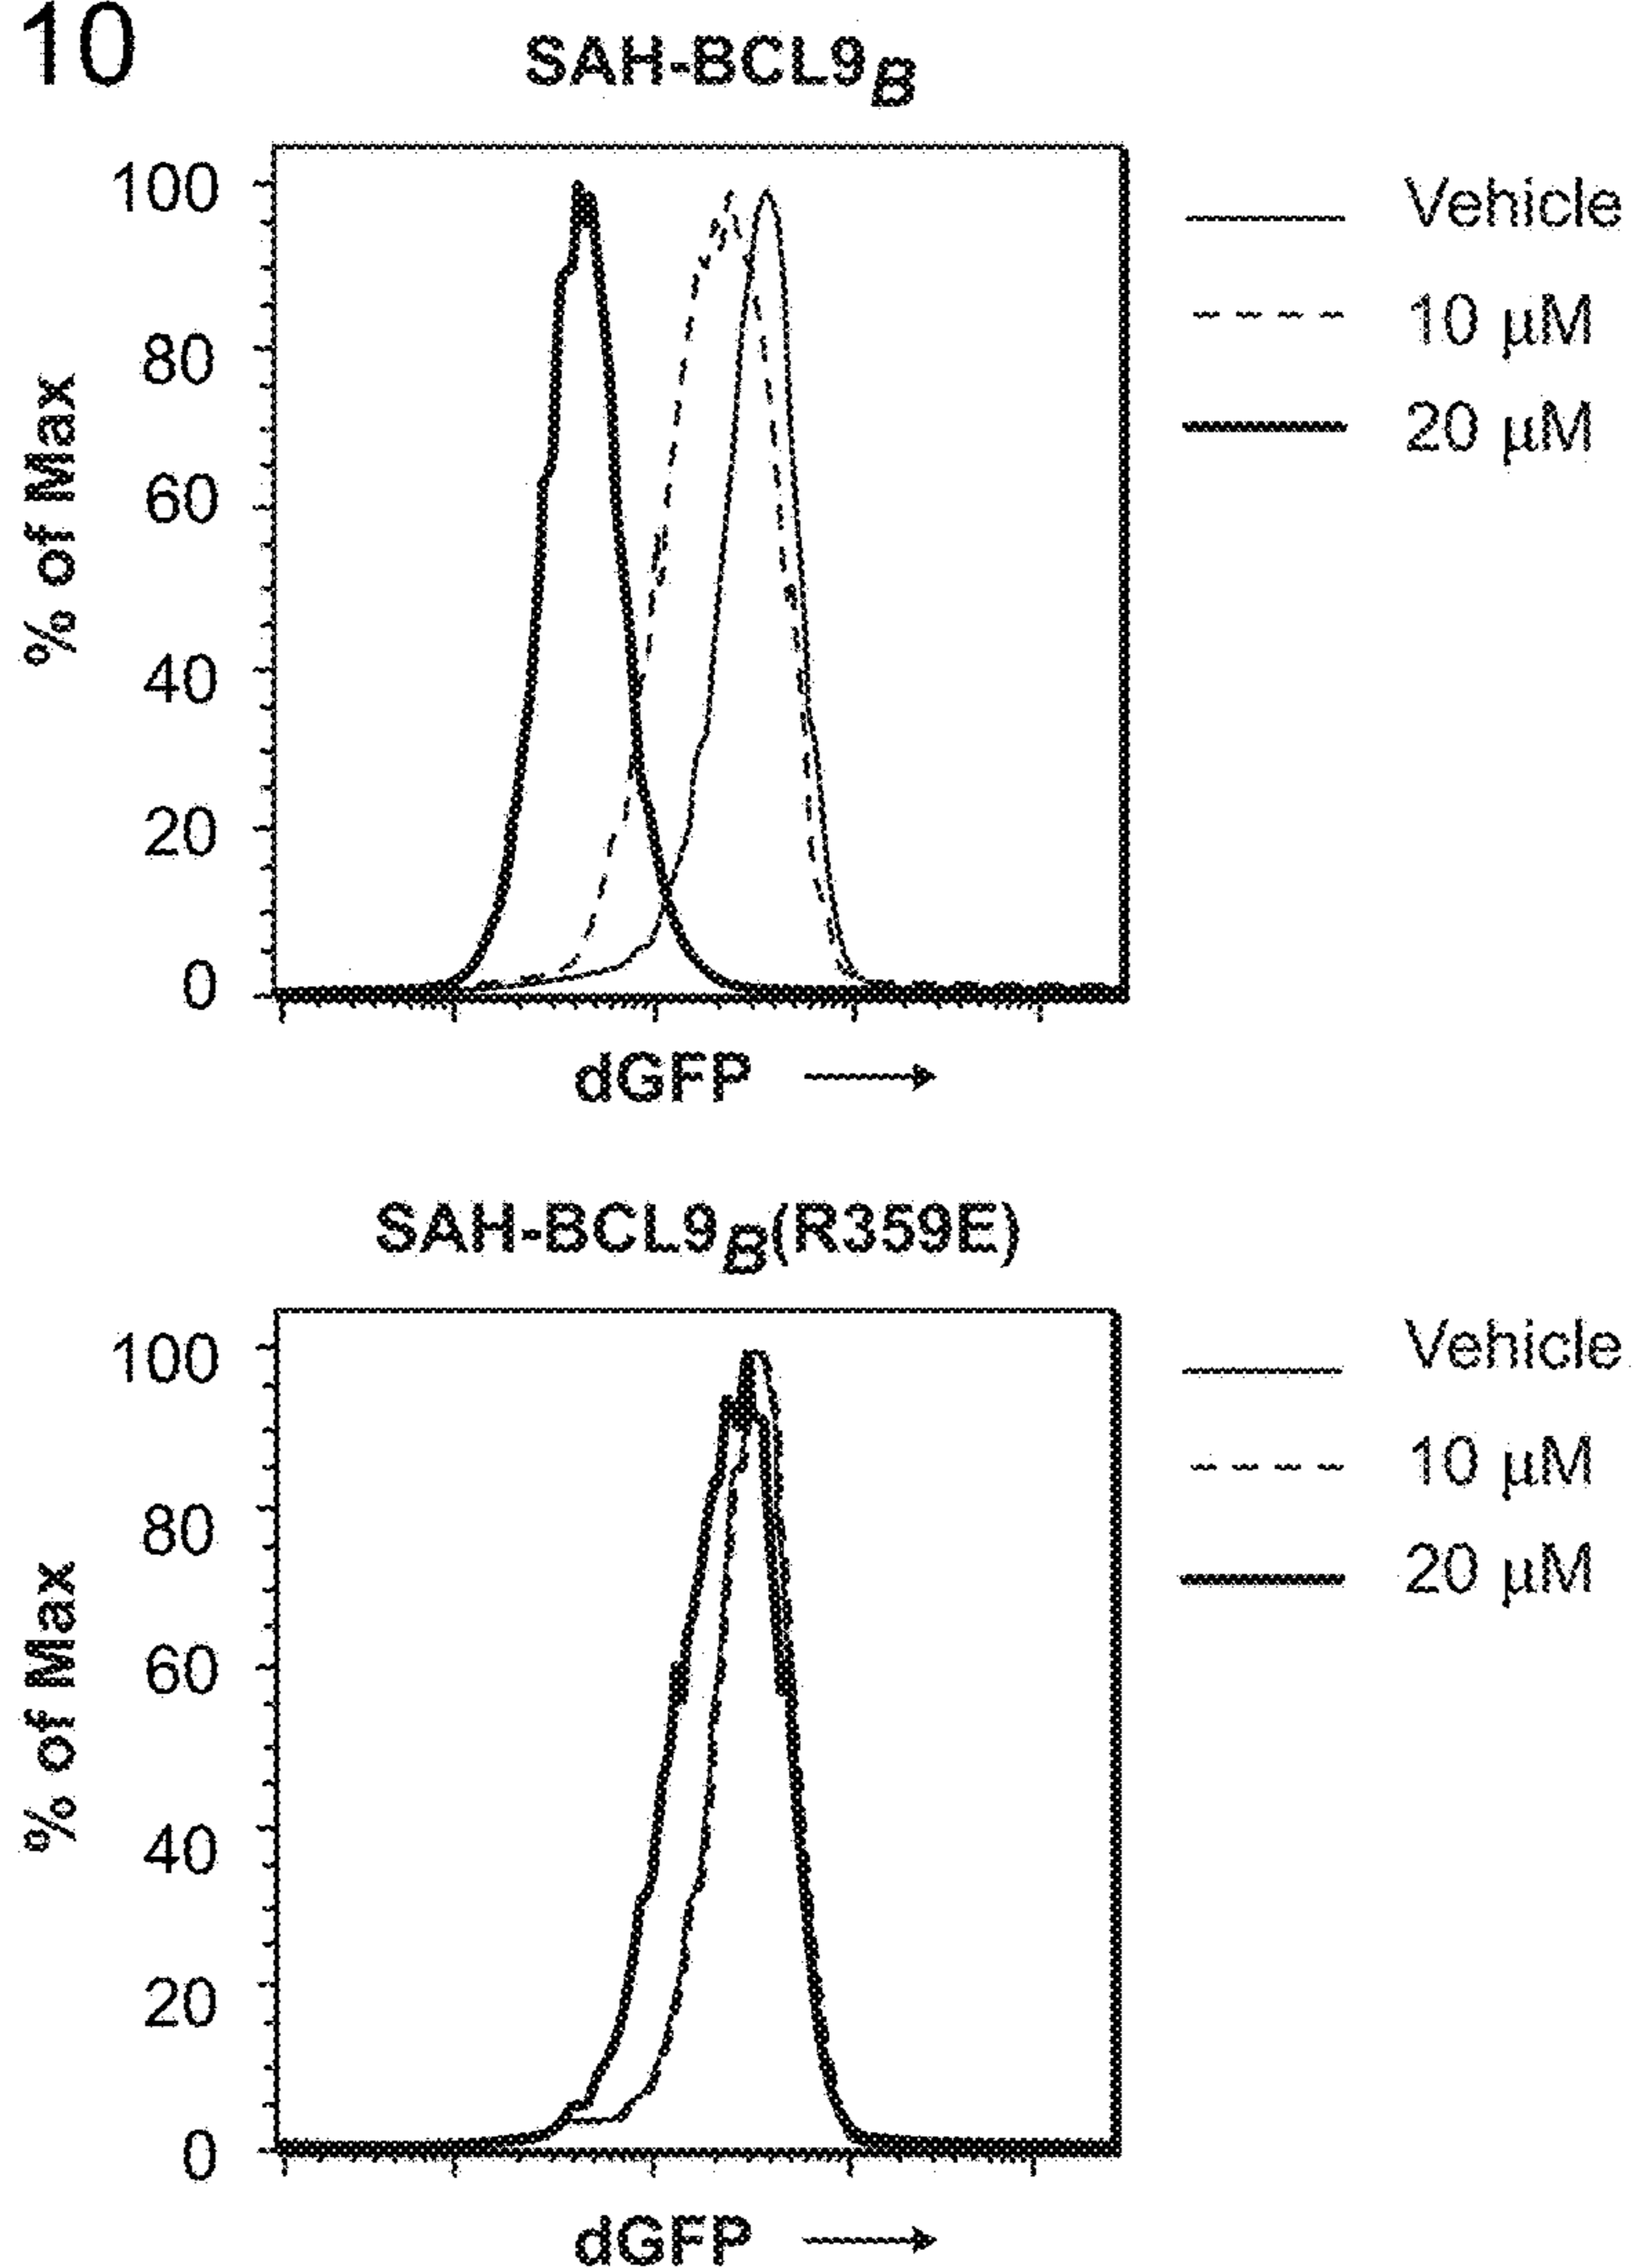 10
SAH-BCL9B
100
80
60
40
20
0
% of Max
dGFP
Vehicle
10 µM
20 µM
SAH-BCL9B(R359E)
100
80
60
40
20
0
% of Max
dGFP
Vehicle
10 µM
20 µM